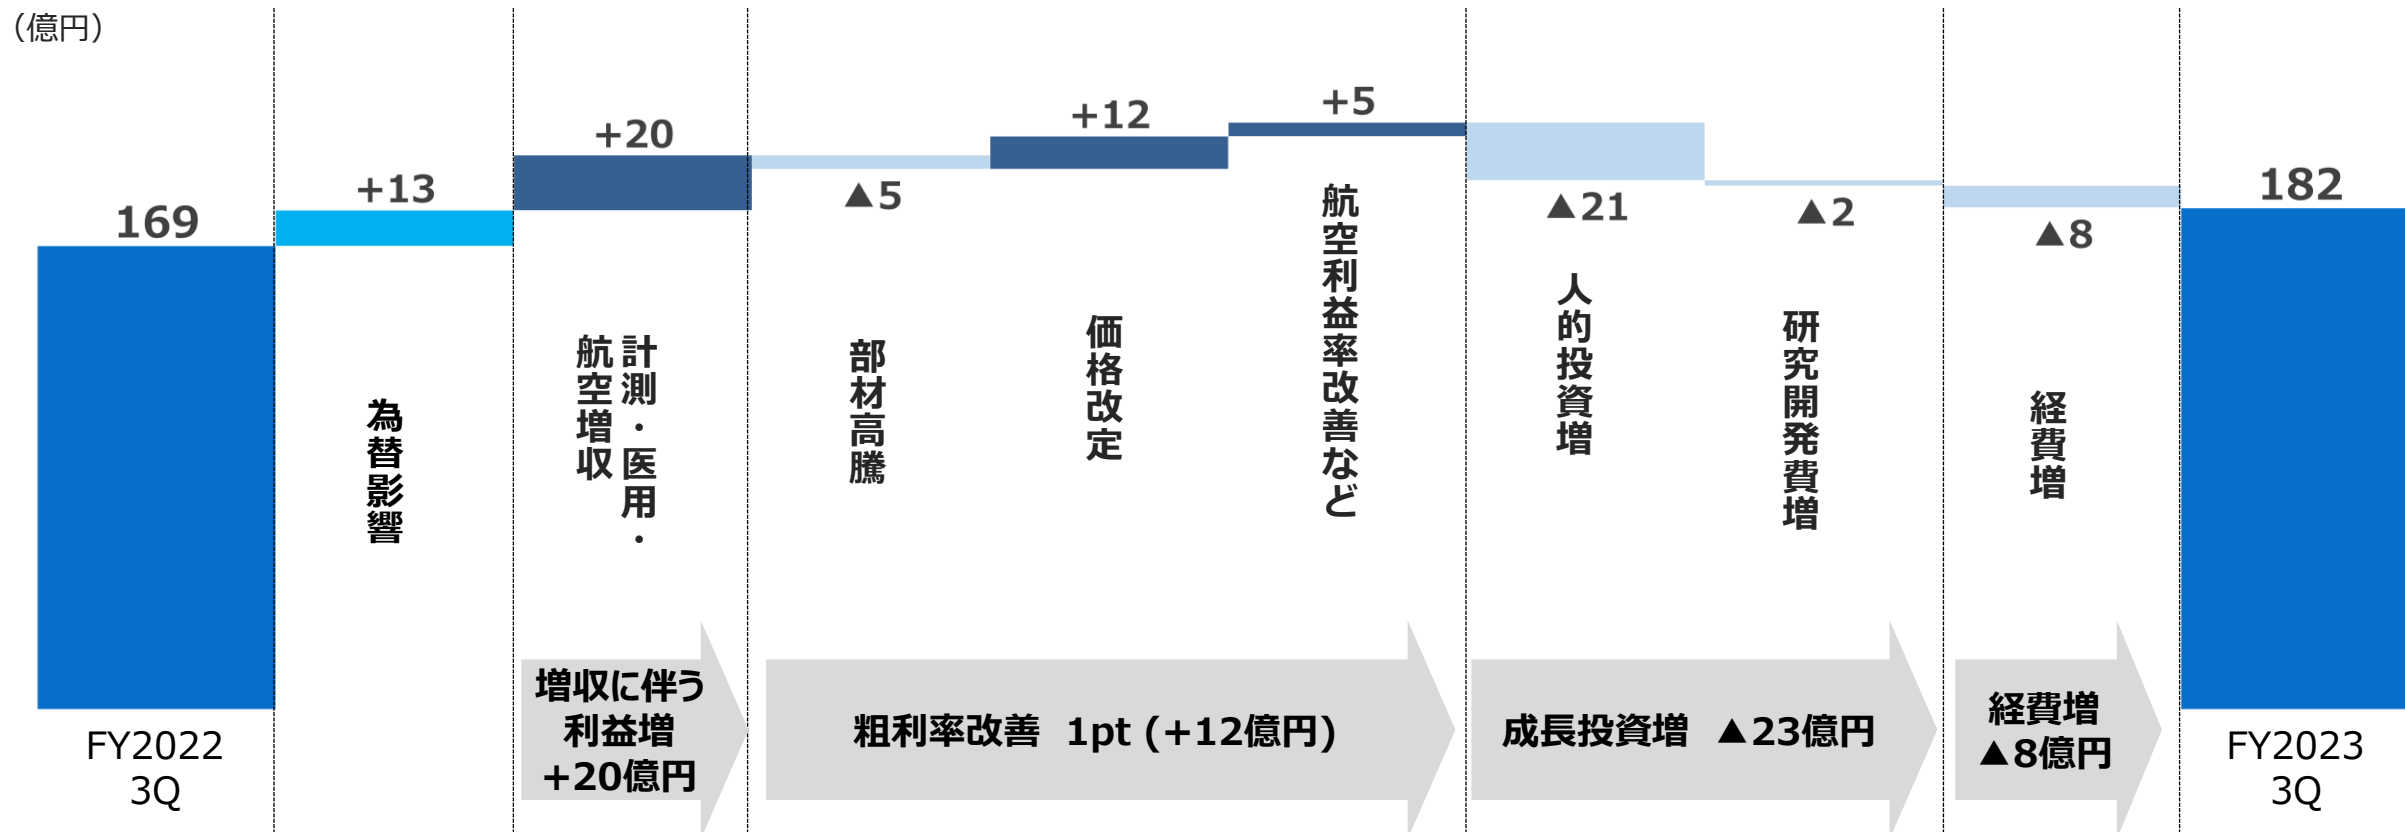 （億円）
169
+13
+20
▲5
+12
+5
▲21
▲2
▲8
182
為替影響
計測・医用・
航空増収
部材高騰
価格改定
航空利益率改善など
人的投資増
研究開発費増
経費増
増収に伴う
利益増
+20億円
粗利率改善 1pt (+12億円)
成長投資増 ▲23億円
経費増
▲8億円
FY2022
3Q
FY2023
3Q